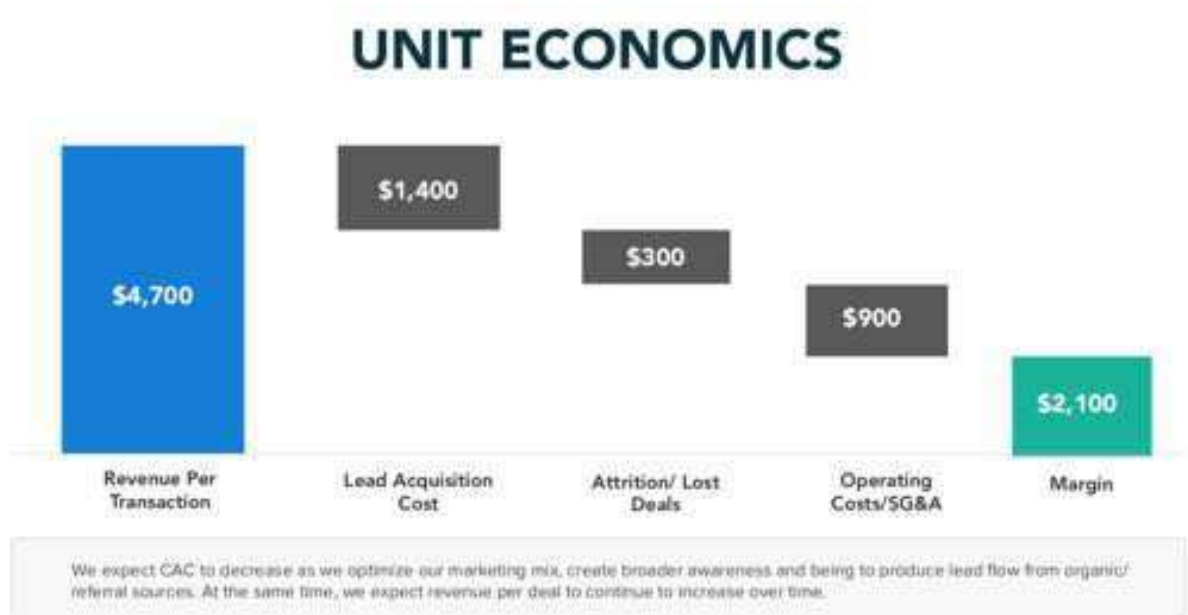 UNIT ECONOMICS
$4,700
$1,400
$300
$900
$2,100
Revenue Per
Transaction
Lead Acquisition
Cost
Attrition/ Lost
Deals
Operating
Costs/SG&A
Margin
We expect CAC to decrease as we optimize our marketing mix, create broader awareness and being to produce lead flow from organic/
referral sources. At the same time, we expect revenue per deal to continue to increase over time.